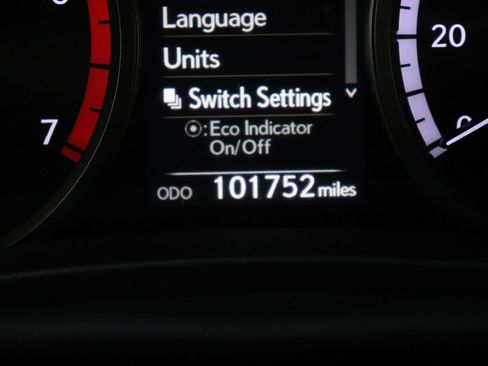 Language
Units
Switch Settings
: Eco Indicator
On/Off
ODO 101752 miles
7
20